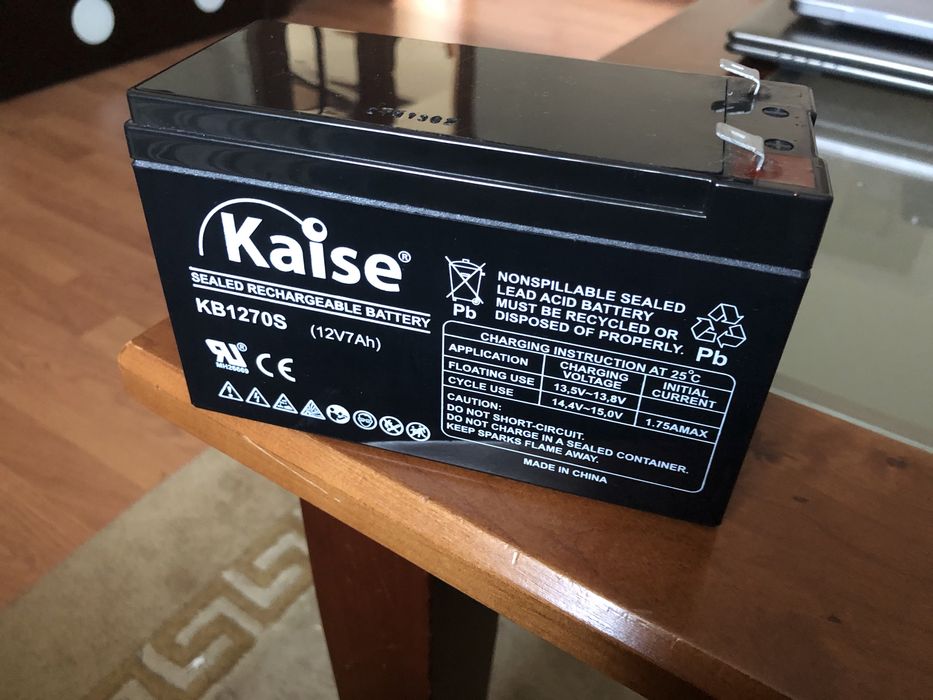 Kaise®
SEALED RECHARGEABLE BATTERY
KB1270S
(12V7Ah)
MH26669
CE
Pb
NONSPILLABLE SEALED
LEAD ACID BATTERY
MUST BE RECYCLED OR
DISPOSED OF PROPERLY.
Pb
CHARGING INSTRUCTION AT 25°C
APPLICATION
CHARGING VOLTAGE
INITIAL CURRENT
FLOATING USE
13.5V~13,8V
CYCLE USE
14,4V~15,0V
1.75AMAX
CAUTION:
DO NOT SHORT-CIRCUIT.
DO NOT CHARGE IN A SEALED CONTAINER.
KEEP SPARKS FLAME AWAY.
MADE IN CHINA